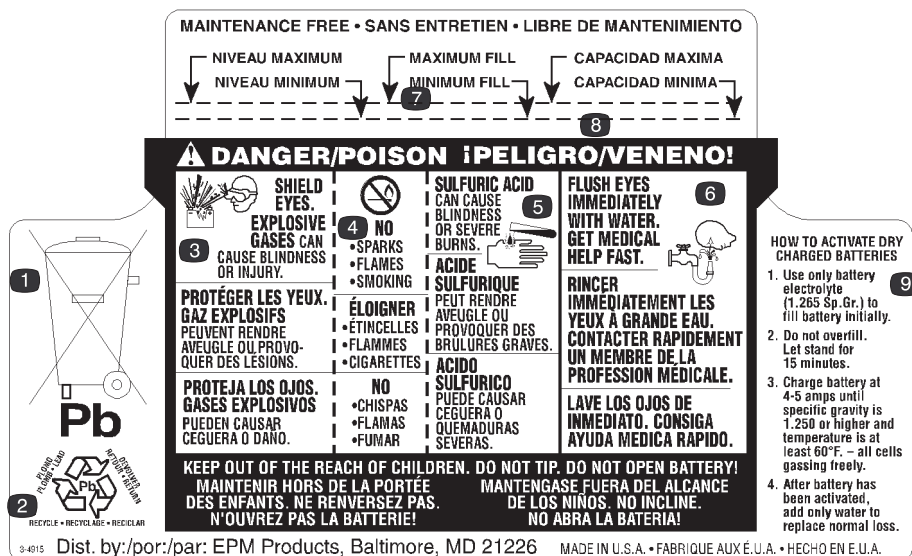 MAINTENANCE FREE • SANS ENTRETIEN • LIBRE DE MANTENIMIENTO
NIVEAU MAXIMUM
MAXIMUM FILL
CAPACIDAD MAXIMA
NIVEAU MINIMUM
MINIMUM FILL
CAPACIDAD MINIMA
7
8
DANGER/POISON ¡PELIGRO/VENENO!
SHIELD
EYES.
EXPLOSIVE
GASES CAN
CAUSE BLINDNESS
OR INJURY.
3
PROTÉGER LES YEUX.
GAZ EXPLOSIFS
PEUVENT RENDRE
AVEUGLE OU PROVO-
QUER DES LESIONS.
PROTEJA LOS OJOS.
GASES EXPLOSIVOS
PUEDEN CAUSAR
CEGUERA O DAÑO.
4
NO
•SPARKS
•FLAMES
•SMOKING
ÉLOIGNER
•ÉTINCELLES
•FLAMMES
•CIGARETTES
NO
•CHISPAS
•FLAMAS
•FUMAR
SULFURIC ACID
CAN CAUSE
BLINDNESS
OR SEVERE
BURNS.
5
ACIDE
SULFURIQUE
PEUT RENDRE
AVEUGLE OU
PROVOQUER DES
BRÛLURES GRAVES.
ACIDO
SULFURICO
PUEDE CAUSAR
CEGUERA O
QUEMADURAS
SEVERAS.
FLUSH EYES
IMMEDIATELY
WITH WATER.
GET MEDICAL
HELP FAST.
6
RINCER
IMMEDIATEMENT LES
YEUX À GRANDE EAU.
CONTACTER RAPIDEMENT
UN MEMBRE DE LA
PROFESSION MÉDICALE.
LAVE LOS OJOS DE
INMEDIATO. CONSIGA
AYUDA MEDICA RAPIDO.
KEEP OUT OF THE REACH OF CHILDREN. DO NOT TIP. DO NOT OPEN BATTERY!
MAINTENIR HORS DE LA PORTÉE
DES ENFANTS. NE RENVERSEZ PAS.
N'OUVREZ PAS LA BATTERIE!
MANTENGASE FUERA DEL ALCANCE
DE LOS NIÑOS. NO INCLINE.
NO ABRA LA BATERIA!
1
Pb
2
PLOMO
PLOMB • LEAD
DEVOLVER
RETOUR • RETURN
Pb
RECYCLE • RECYCLAGE • RECICLAR
HOW TO ACTIVATE DRY
CHARGED BATTERIES
9
1. Use only battery
electrolyte
(1.265 Sp.Gr.) to
fill battery initially.
2. Do not overfill.
Let stand for
15 minutes.
3. Charge battery at
4-5 amps until
specific gravity is
1.250 or higher and
temperature is at
least 60°F. – all cells
gassing freely.
4. After battery has
been activated,
add only water to
replace normal loss.
3-4915 Dist. by:/por:/par: EPM Products, Baltimore, MD 21226 MADE IN U.S.A. • FABRIQUE AUX É.U.A. • HECHO EN E.U.A.